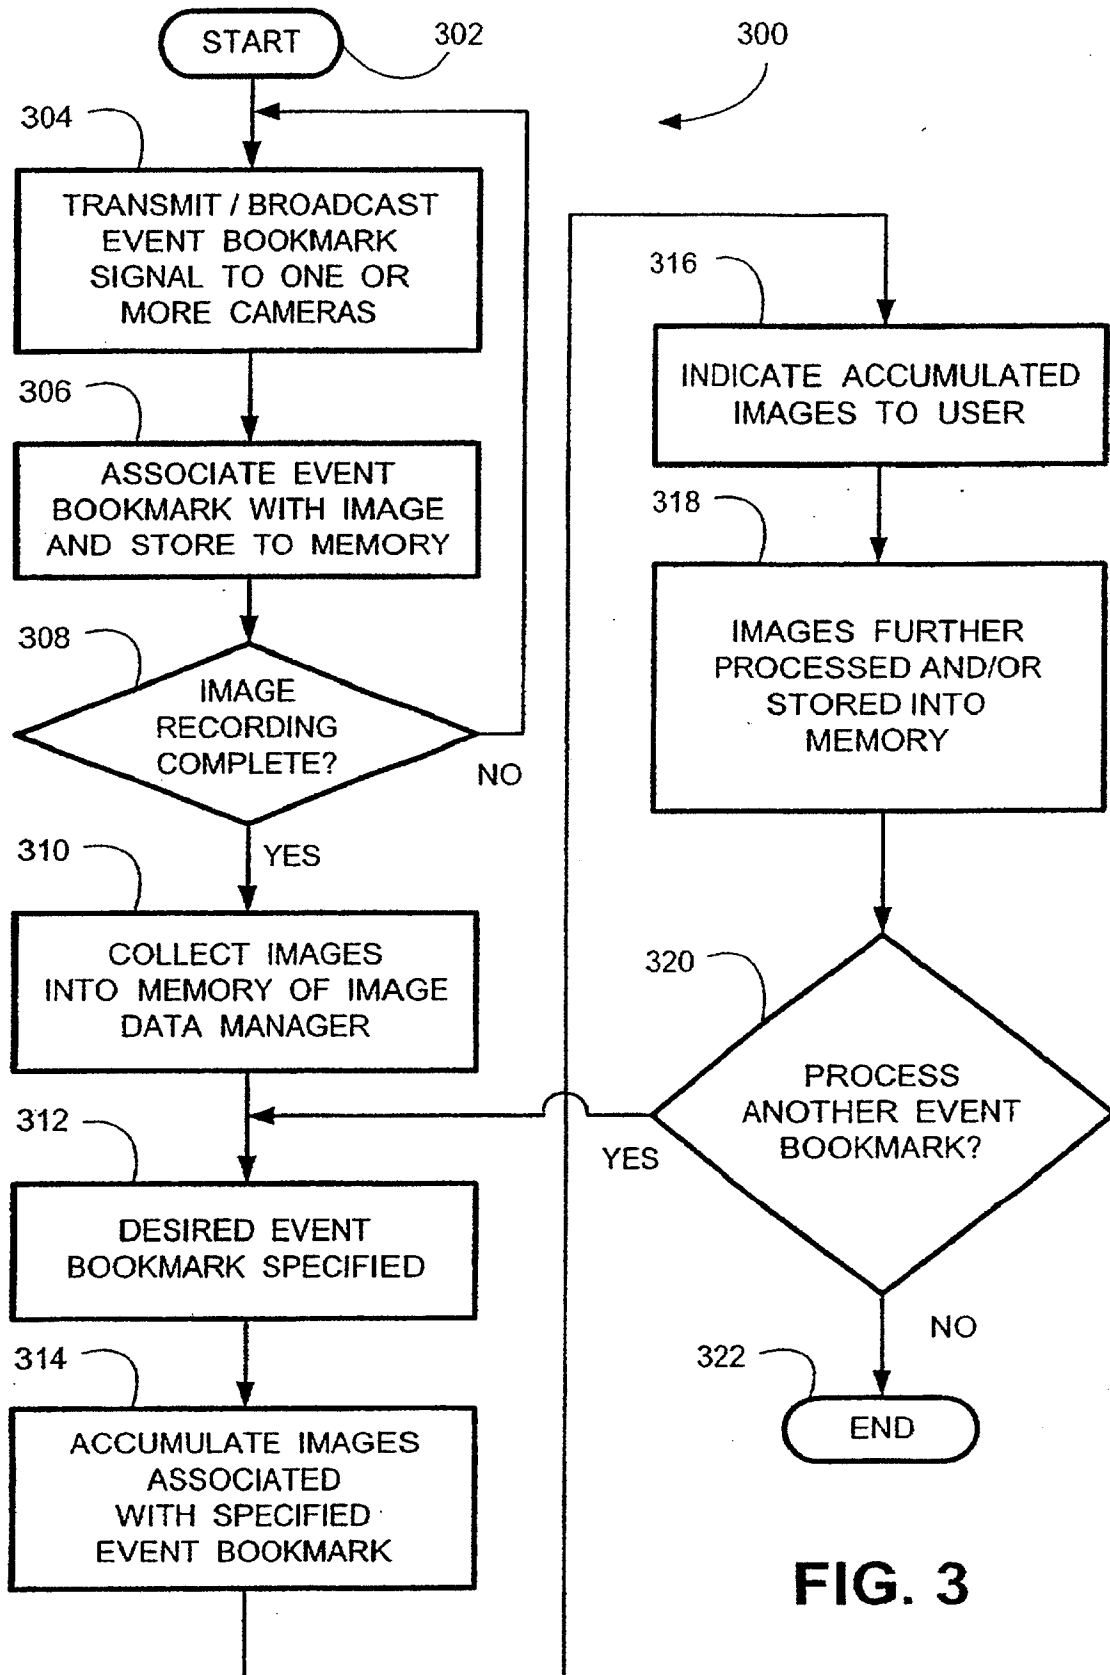 START
302
300
304
TRANSMIT / BROADCAST
EVENT BOOKMARK
SIGNAL TO ONE OR
MORE CAMERAS
306
ASSOCIATE EVENT
BOOKMARK WITH IMAGE
AND STORE TO MEMORY
308
IMAGE
RECORDING
COMPLETE?
NO
YES
310
COLLECT IMAGES
INTO MEMORY OF IMAGE
DATA MANAGER
312
DESIRED EVENT
BOOKMARK SPECIFIED
314
ACCUMULATE IMAGES
ASSOCIATED
WITH SPECIFIED
EVENT BOOKMARK
316
INDICATE ACCUMULATED
IMAGES TO USER
318
IMAGES FURTHER
PROCESSED AND/OR
STORED INTO
MEMORY
320
PROCESS
ANOTHER EVENT
BOOKMARK?
YES
NO
322
END
FIG. 3